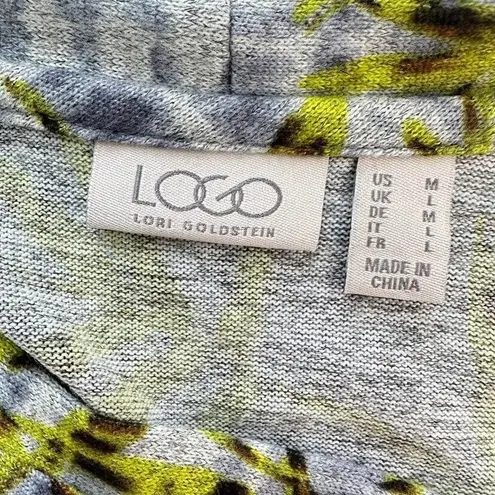 LOGO
LORI GOLDSTEIN
US M
UK L
DE M
IT L
FR L
MADE IN
CHINA